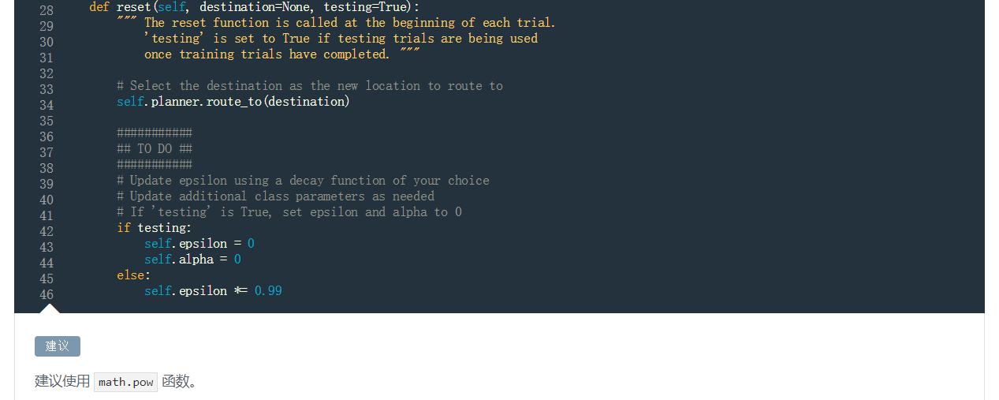 28 def reset(self, destination=None, testing=True):
29 """ The reset function is called at the beginning of each trial.
30 'testing' is set to True if testing trials are being used
31 once training trials have completed. """
32
33 # Select the destination as the new location to route to
34 self.planner.route_to(destination)
35
36 ###########
37 ## TO DO ##
38 ###########
39 # Update epsilon using a decay function of your choice
40 # Update additional class parameters as needed
41 # If 'testing' is True, set epsilon and alpha to 0
42 if testing:
43 self.epsilon = 0
44 self.alpha = 0
45 else:
46 self.epsilon *= 0.99
建议
建议使用 math.pow 函数。